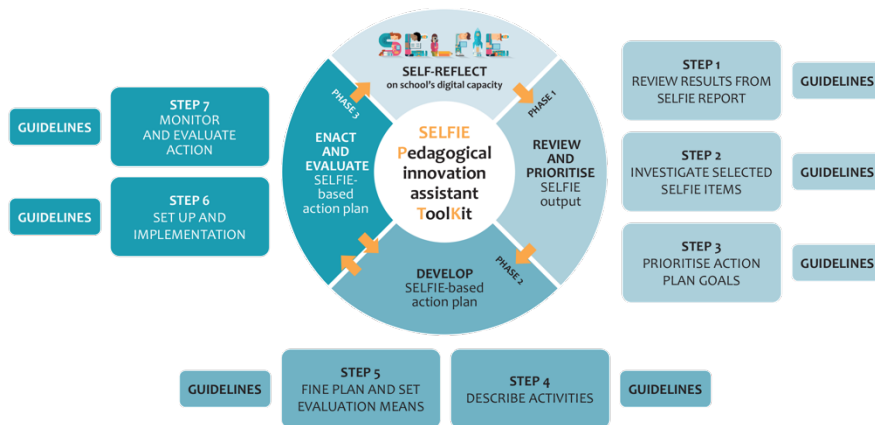 SELFIE
SELF-REFLECT
on school's digital capacity
PHASE 1
REVIEW
AND
PRIORITISE
SELFIE
output
PHASE 2
DEVELOP
SELFIE-based
action plan
PHASE 3
ENACT
AND
EVALUATE
SELFIE-
based
action plan
SELFIE
Pedagogical
innovation
assistant
ToolKit
STEP 1
REVIEW RESULTS FROM
SELFIE REPORT
GUIDELINES
STEP 2
INVESTIGATE SELECTED
SELFIE ITEMS
GUIDELINES
STEP 3
PRIORITISE ACTION
PLAN GOALS
GUIDELINES
STEP 4
DESCRIBE ACTIVITIES
GUIDELINES
STEP 5
FINE PLAN AND SET
EVALUATION MEANS
GUIDELINES
STEP 6
SET UP AND
IMPLEMENTATION
GUIDELINES
STEP 7
MONITOR
AND EVALUATE
ACTION
GUIDELINES